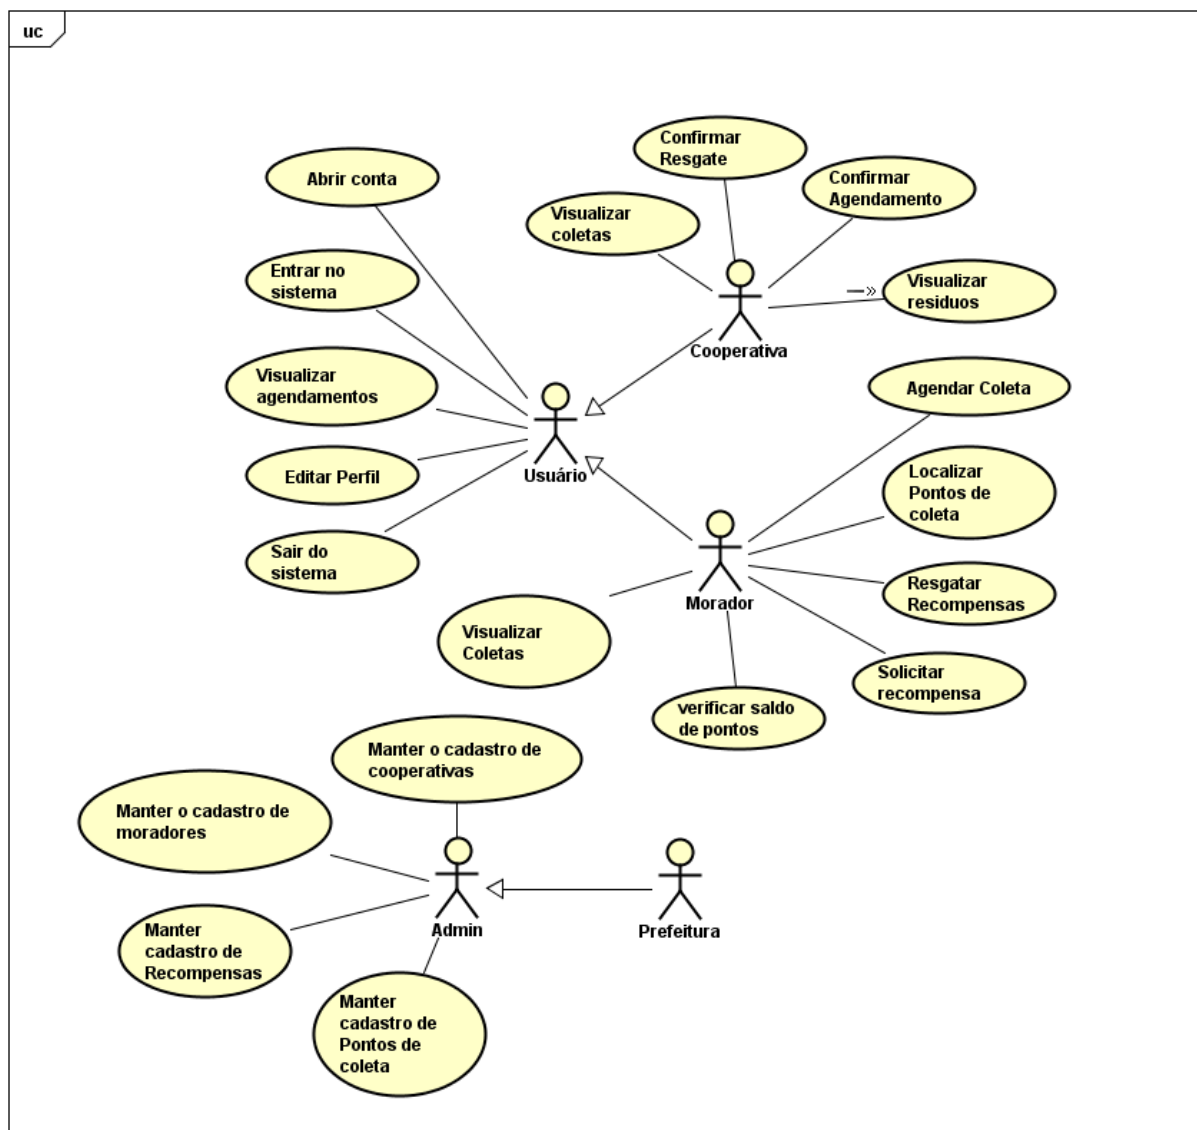 uc
Confirmar
Resgate
Abrir conta
Confirmar
Agendamento
Visualizar
coletas
Entrar no
sistema
Visualizar
residuos
Cooperativa
Visualizar
agendamentos
Agendar Coleta
Usuário
Editar Perfil
Localizar
Pontos de
coleta
Sair do
sistema
Morador
Resgatar
Recompensas
Visualizar
Coletas
Solicitar
recompensa
verificar saldo
de pontos
Manter o cadastro de
cooperativas
Manter o cadastro de
moradores
Admin
Prefeitura
Manter
cadastro de
Recompensas
Manter
cadastro de
Pontos de
coleta